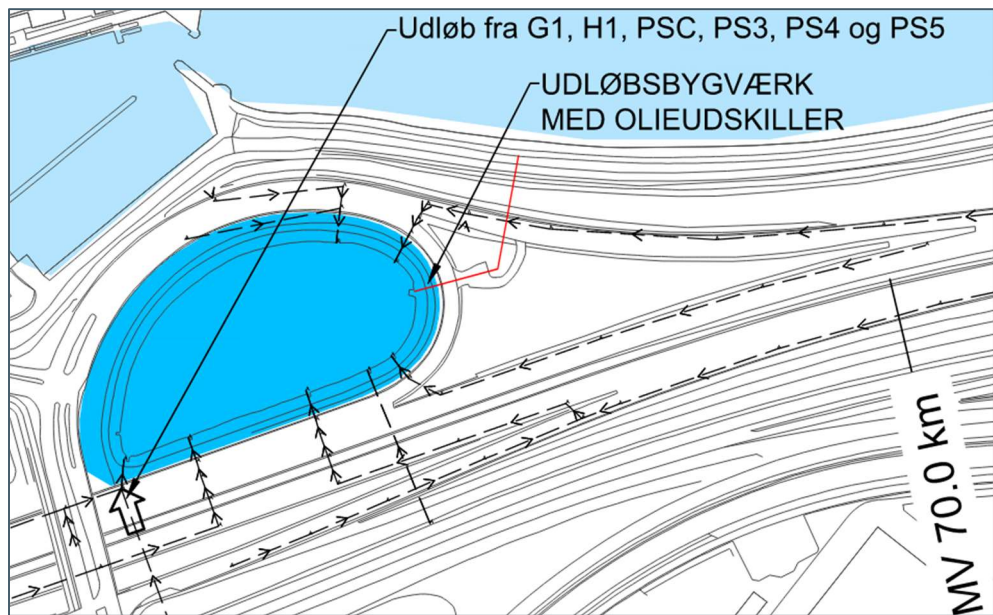 Udløb fra G1, H1, PSC, PS3, PS4 og PS5
UDLØBSBYGVÆRK
MED OLIEUDSKILLER
MV 70.0 km